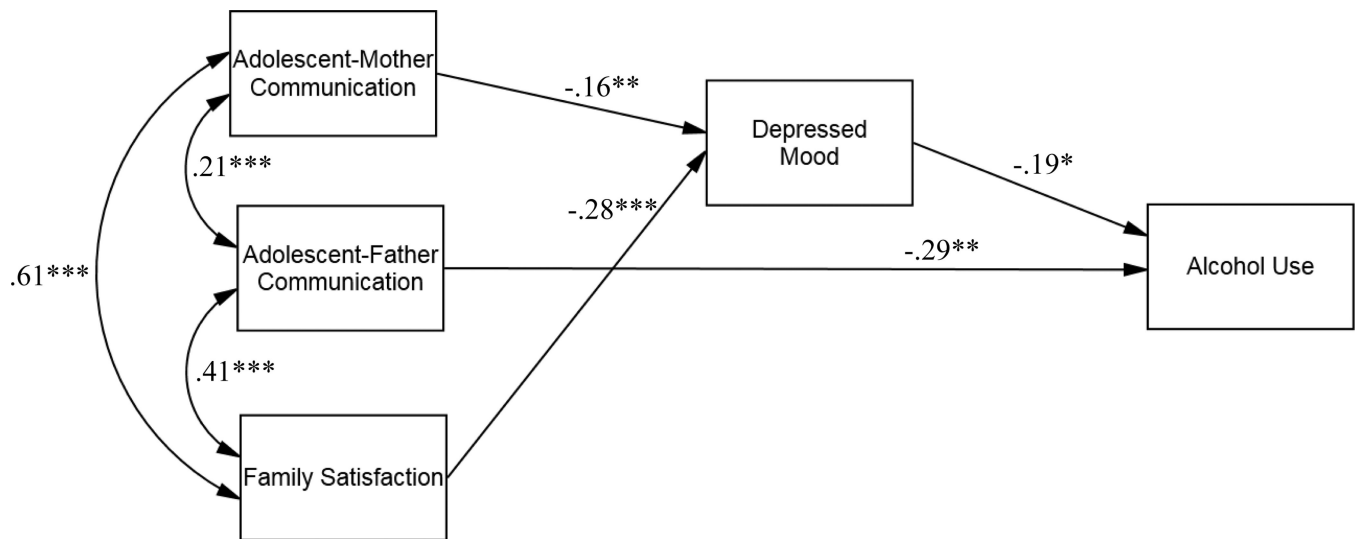 Adolescent-Mother
Communication
-.16**
Depressed
Mood
.21***
-.19*
-.28***
Adolescent-Father
Communication
-.29**
Alcohol Use
.61***
.41***
Family Satisfaction